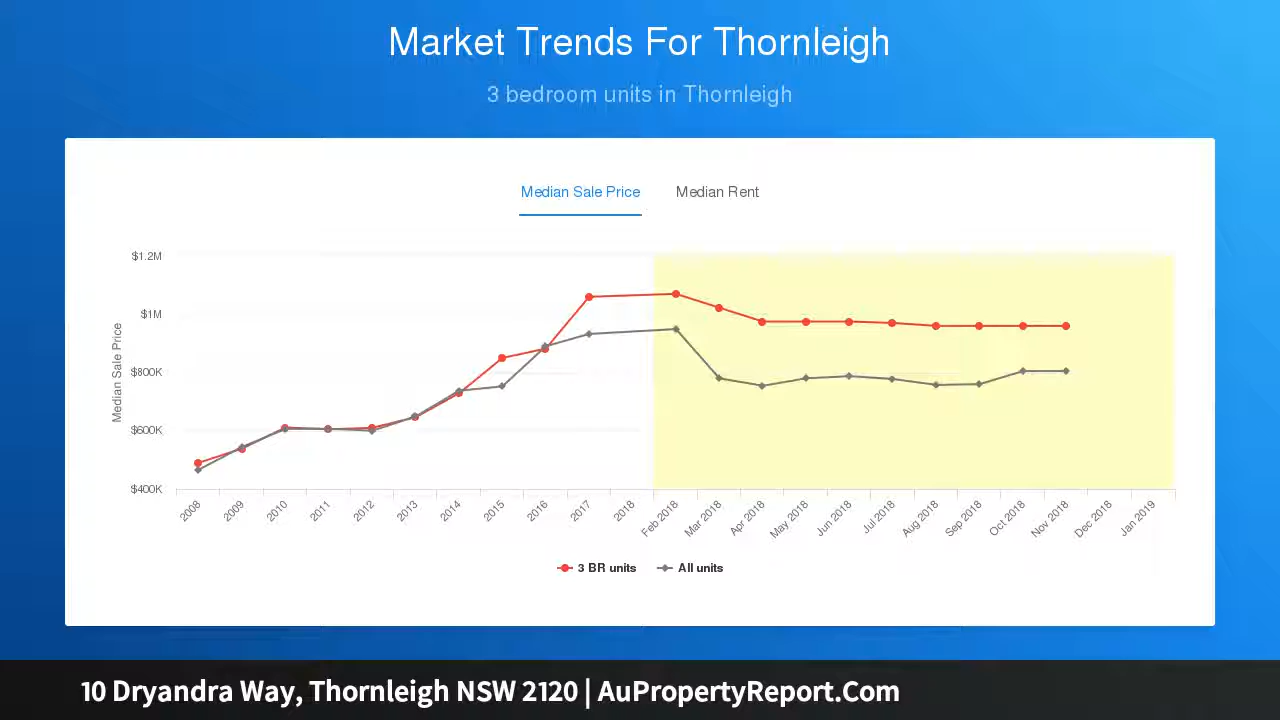 Market Trends For Thornleigh
3 bedroom units in Thornleigh
Median Sale Price
Median Rent
Median Sale Price
$1.2M
$1M
$800K
$600K
$400K
2008
2009
2010
2011
2012
2013
2014
2015
2016
2017
2018
Feb 2018
Mar 2018
Apr 2018
May 2018
Jun 2018
Jul 2018
Aug 2018
Sep 2018
Oct 2018
Nov 2018
Dec 2018
Jan 2019
3 BR units
All units
10 Dryandra Way, Thornleigh NSW 2120 | AuPropertyReport.Com